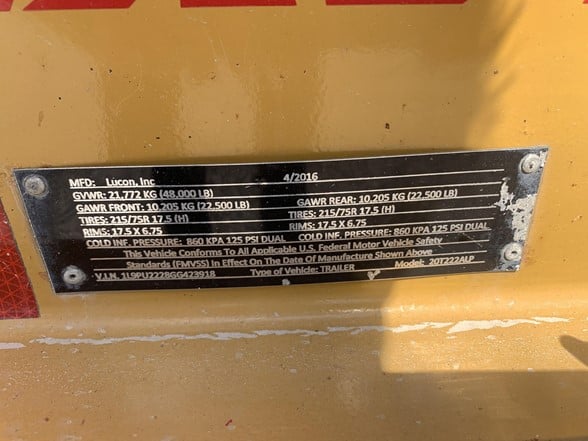 MFD: Lucon, Inc 4/2016
GVWR: 21,772 KG (48,000 LB)
GAWR FRONT: 10,205 KG (22,500 LB) GAWR REAR: 10,205 KG (22,500 LB)
TIRES: 215/75R 17.5 (H) TIRES: 215/75R 17.5 (H)
RIMS: 17.5 X 6.75 RIMS: 17.5 X 6.75
COLD INF. PRESSURE: 860 KPA 125 PSI DUAL COLD INF. PRESSURE: 860 KPA 125 PSI DUAL
This Vehicle Conforms To All Applicable U.S. Federal Motor Vehicle Safety
Standards (FMVSS) In Effect On The Date Of Manufacture Shown Above
V.I.N. 1L9PU2228GG423918 Type of Vehicle: TRAILER Model: 20T222ALP